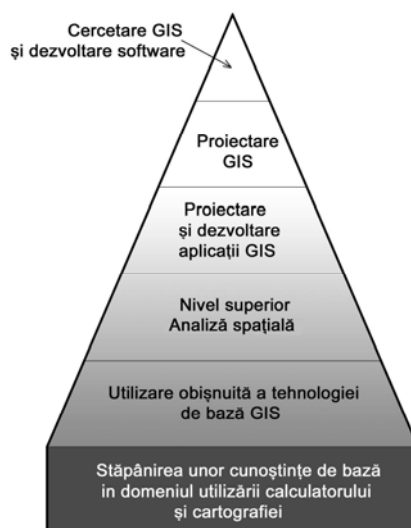 Cercetare GIS
și dezvoltare software
Proiectare
GIS
Proiectare
și dezvoltare
aplicații GIS
Nivel superior
Analiză spațială
Utilizare obișnuită a tehnologiei
de bază GIS
Stăpânirea unor cunoștințe de bază
in domeniul utilizării calculatorului
și cartografiei